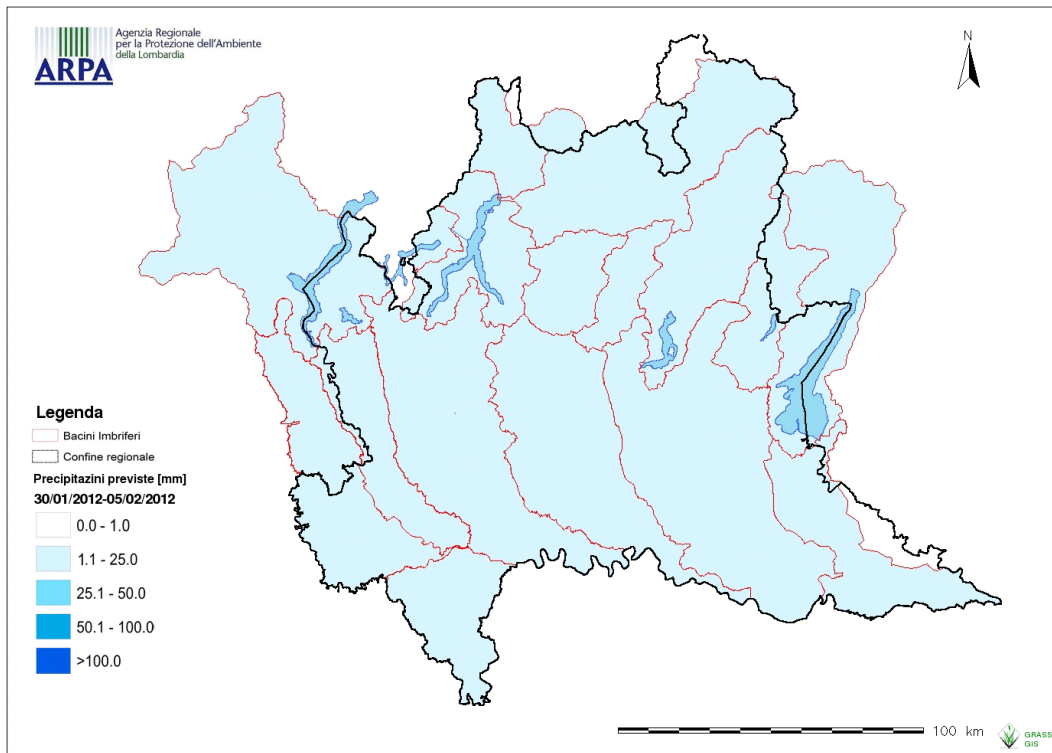 Agenzia Regionale
per la Protezione dell'Ambiente
della Lombardia
ARPA
N
Legenda
Bacini Imbriferi
Confine regionale
Precipitazini previste [mm]
30/01/2012-05/02/2012
0.0 - 1.0
1.1 - 25.0
25.1 - 50.0
50.1 - 100.0
>100.0
100 km
GRASS
GIS